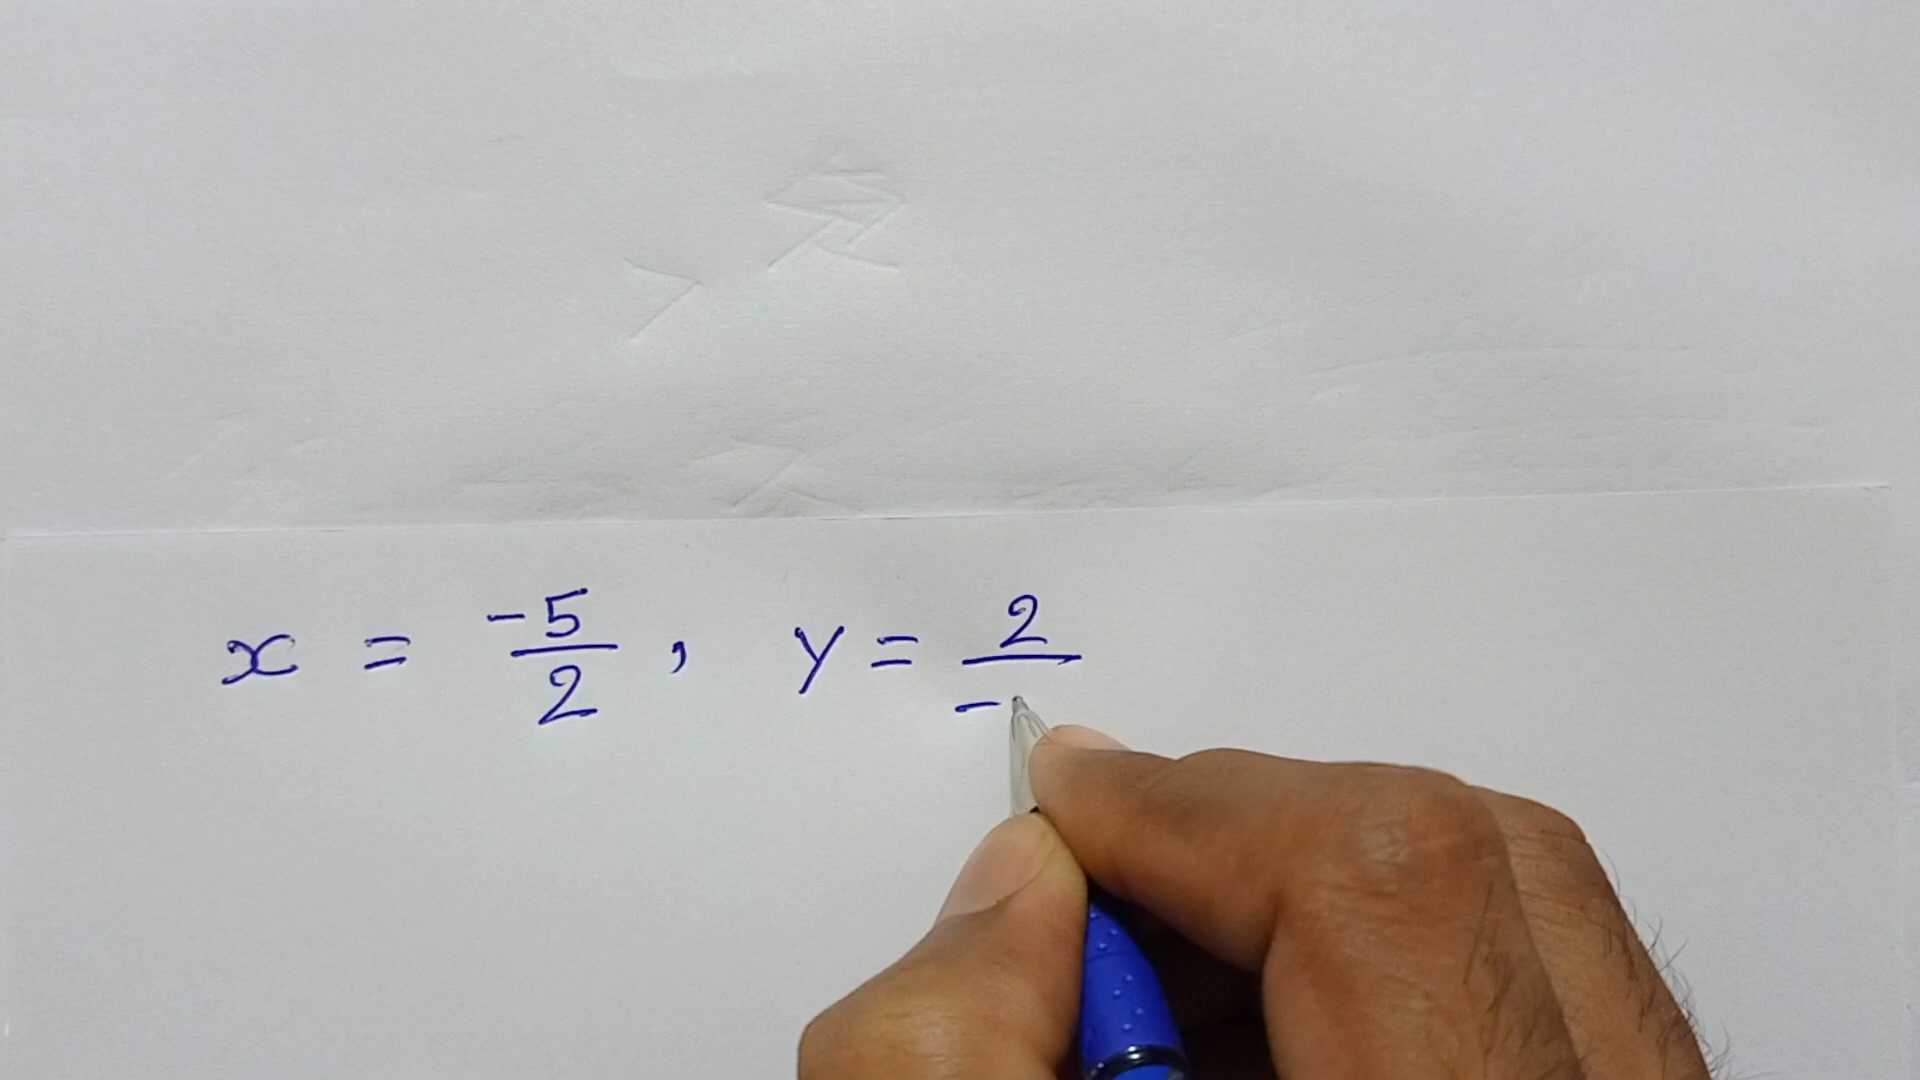 x = -5/2, y = 2/-